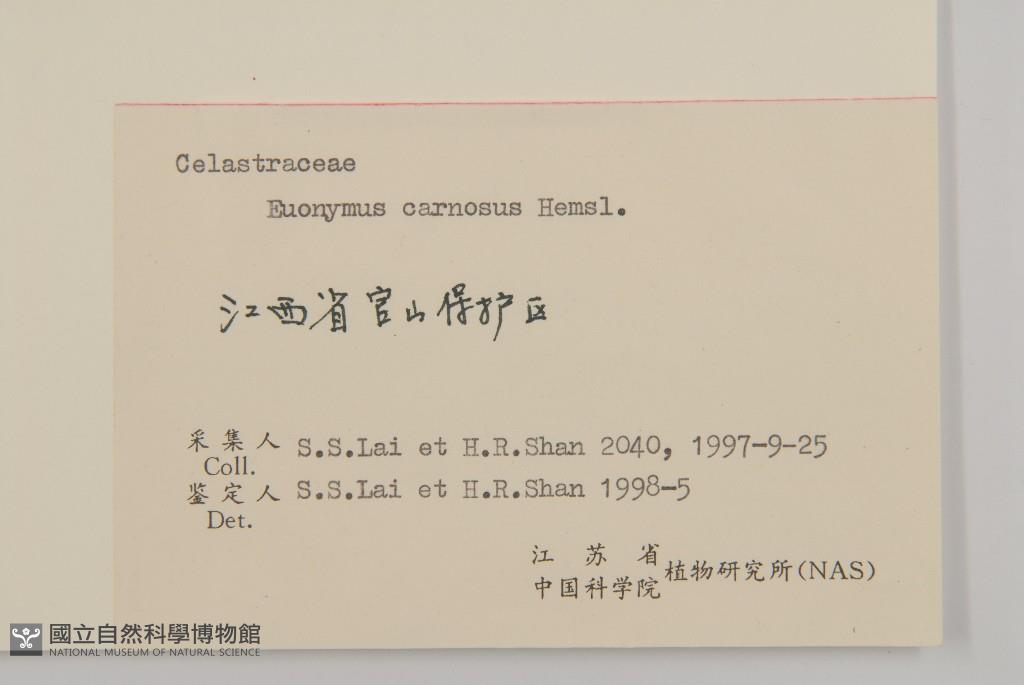 Celastraceae
Euonymus carnosus Hemsl.
江西省官山保护区
采集人 S.S.Lai et H.R.Shan 2040, 1997-9-25
Coll.
鉴定人 S.S.Lai et H.R.Shan 1998-5
Det.
江苏省
中国科学院 植物研究所(NAS)
國立自然科學博物館
NATIONAL MUSEUM OF NATURAL SCIENCE